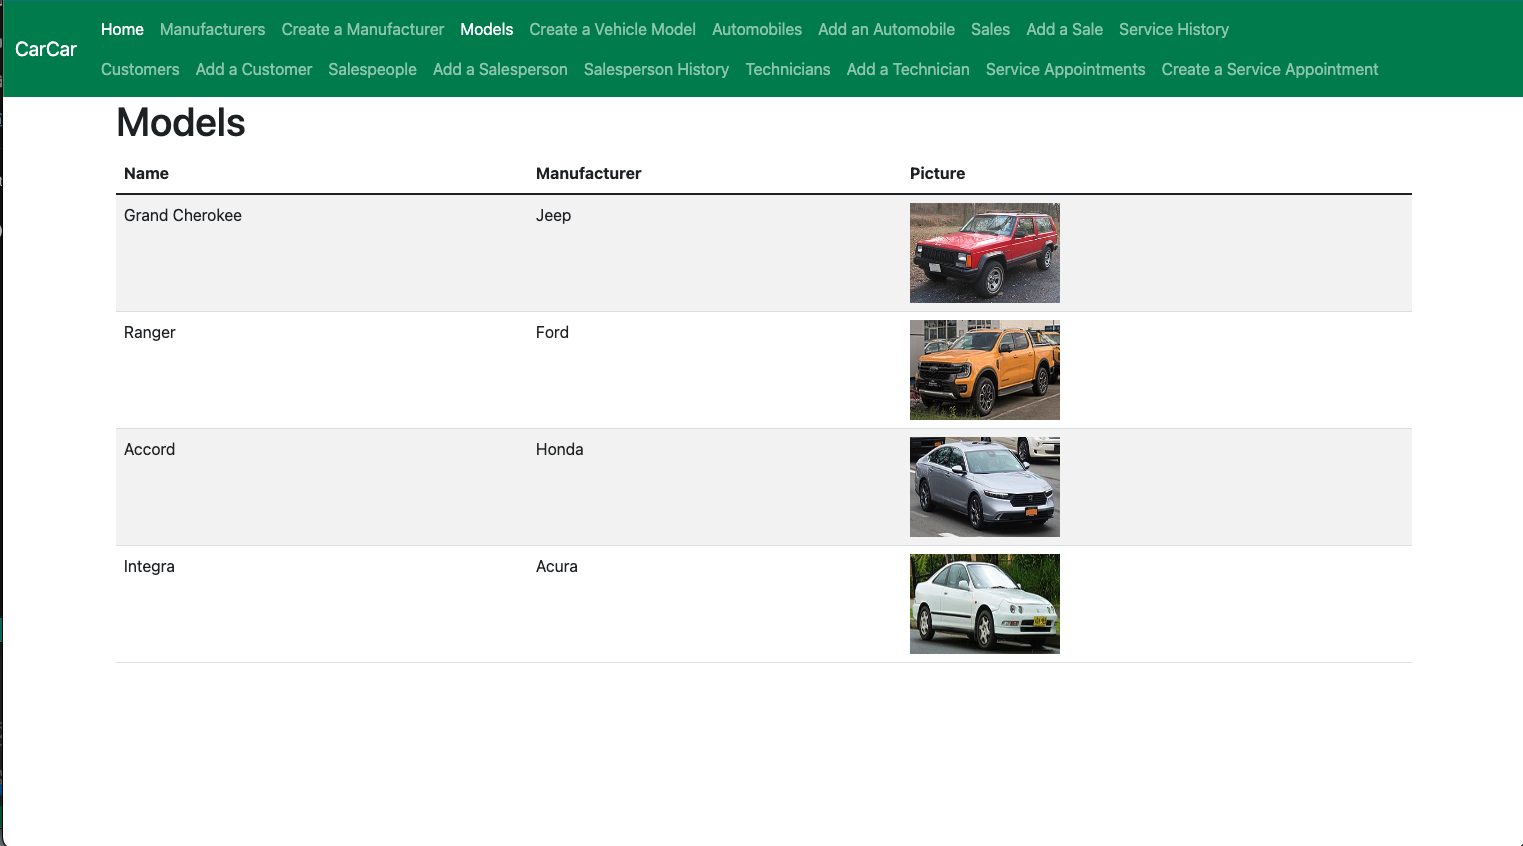 CarCar
Home Manufacturers Create a Manufacturer Models Create a Vehicle Model Automobiles Add an Automobile Sales Add a Sale Service History
Customers Add a Customer Salespeople Add a Salesperson Salesperson History Technicians Add a Technician Service Appointments Create a Service Appointment
Models
Name Manufacturer Picture
Grand Cherokee Jeep
Ranger Ford
Accord Honda
Integra Acura